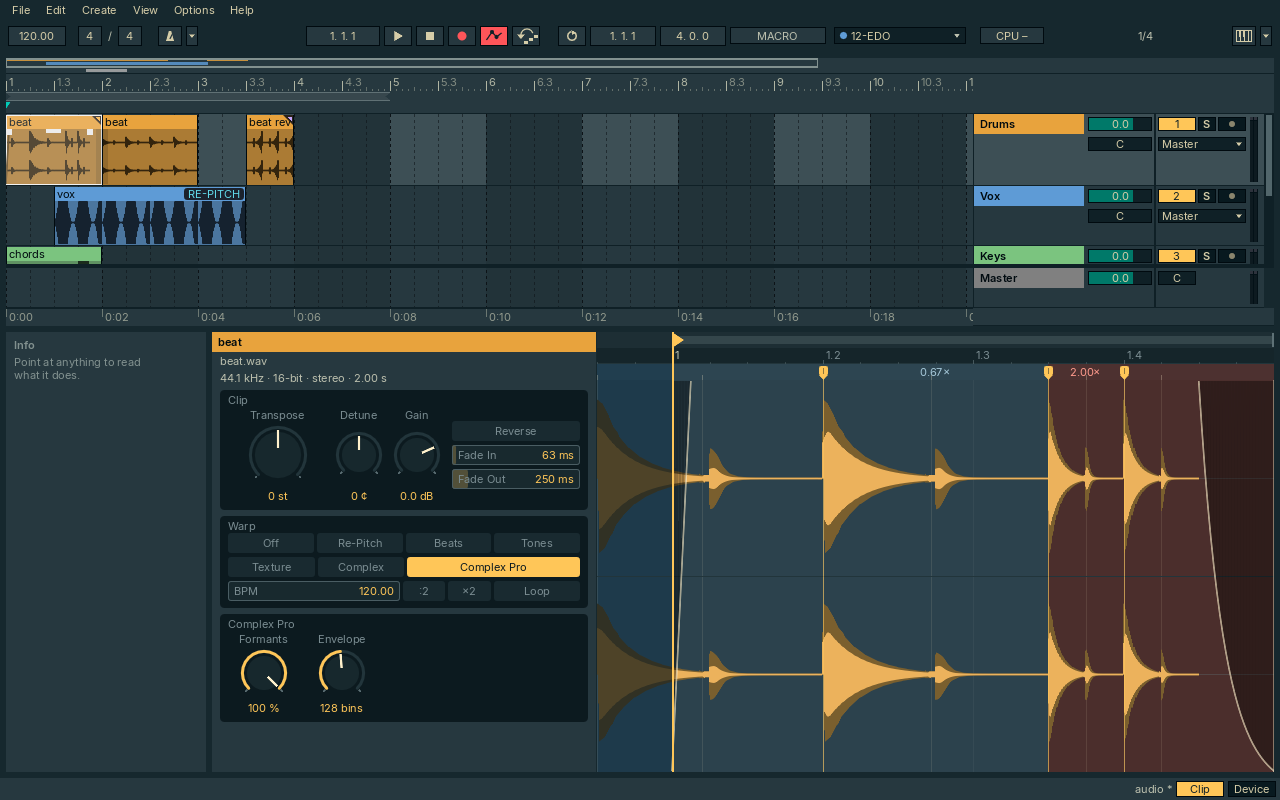 File Edit Create View Options Help
120.00 4 / 4 1. 1. 1 1. 1. 1 4. 0. 0 MACRO 12-EDO CPU – 1/4
1 1.3 2 2.3 3 3.3 4 4.3 5 5.3 6 6.3 7 7.3 8 8.3 9 9.3 10 10.3 1
beat beat beat rev Drums 0.0 1 S
C Master
vox RE-PITCH Vox 0.0 2 S
C Master
chords Keys 0.0 3 S
Master 0.0 C
0:00 0:02 0:04 0:06 0:08 0:10 0:12 0:14 0:16 0:18
Info
Point at anything to read
what it does.
beat
beat.wav
44.1 kHz · 16-bit · stereo · 2.00 s
Clip
Transpose Detune Gain
Reverse
Fade In 63 ms
Fade Out 250 ms
0 st 0 ¢ 0.0 dB
Warp
Off Re-Pitch Beats Tones
Texture Complex Complex Pro
BPM 120.00 :2 ×2 Loop
Complex Pro
Formants Envelope
100 % 128 bins
1 1.2 1.3 1.4
0.67× 2.00×
audio * Clip Device